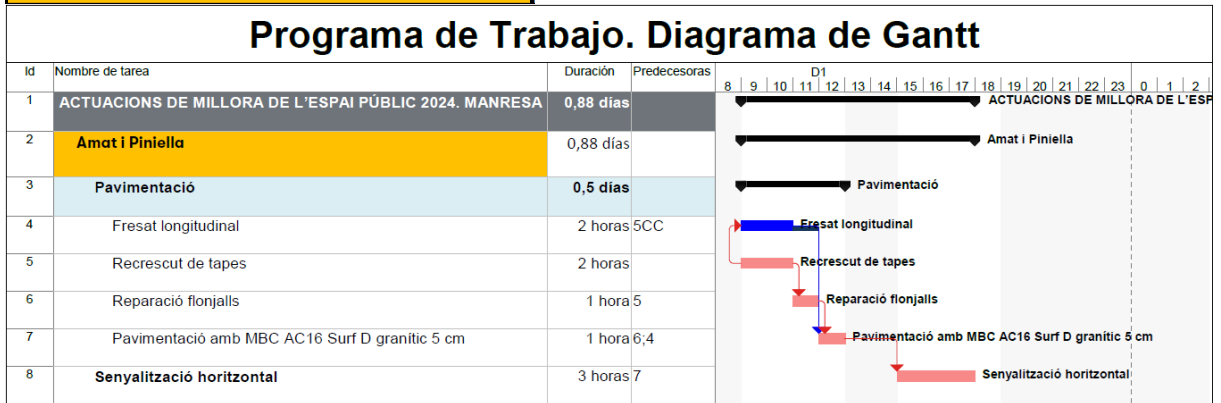 Programa de Trabajo. Diagrama de Gantt
Id Nombre de tarea Duración Predecesoras D1
8 9 10 11 12 13 14 15 16 17 18 19 20 21 22 23 0 1 2
1 ACTUACIONS DE MILLORA DE L'ESPAI PÚBLIC 2024. MANRESA 0,88 días ACTUACIONS DE MILLORA DE L'ESP
2 Amat i Piniella 0,88 días Amat i Piniella
3 Pavimentació 0,5 días Pavimentació
4 Fresat longitudinal 2 horas 5CC Fresat longitudinal
5 Recrescut de tapes 2 horas Recrescut de tapes
6 Reparació flonjalls 1 hora 5 Reparació flonjalls
7 Pavimentació amb MBC AC16 Surf D granític 5 cm 1 hora 6;4 Pavimentació amb MBC AC16 Surf D granític 5 cm
8 Senyalització horitzontal 3 horas 7 Senyalització horitzontal